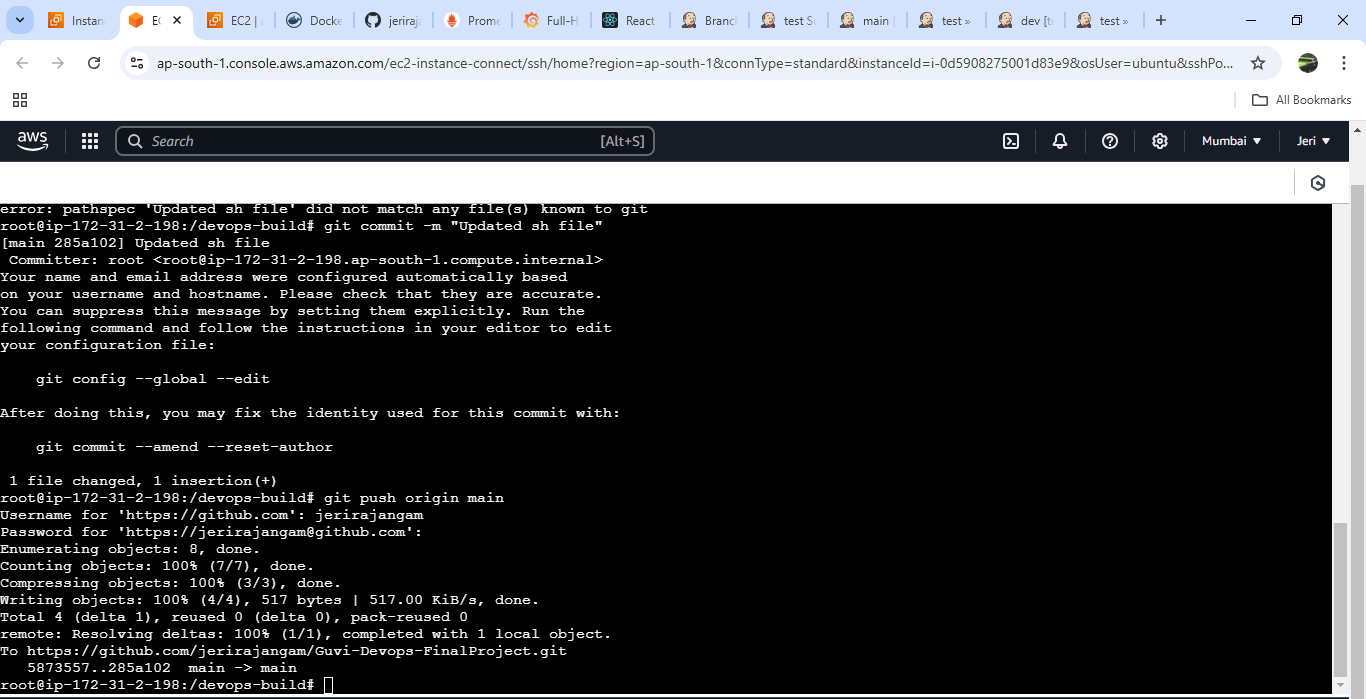 Instan
EC
EC2 |
Docke
jeriraja
Prome
Full-H
React
Branch
test Sc
main [
test »
dev [t
test »
ap-south-1.console.aws.amazon.com/ec2-instance-connect/ssh/home?region=ap-south-1&connType=standard&instanceId=i-0d5908275001d83e9&osUser=ubuntu&sshPo...
All Bookmarks
aws
Search
[Alt+S]
Mumbai
Jeri
error: pathspec 'Updated sh file' did not match any file(s) known to git
root@ip-172-31-2-198:/devops-build# git commit -m "Updated sh file"
[main 285a102] Updated sh file
 Committer: root <root@ip-172-31-2-198.ap-south-1.compute.internal>
Your name and email address were configured automatically based
on your username and hostname. Please check that they are accurate.
You can suppress this message by setting them explicitly. Run the
following command and follow the instructions in your editor to edit
your configuration file:
    git config --global --edit
After doing this, you may fix the identity used for this commit with:
    git commit --amend --reset-author
 1 file changed, 1 insertion(+)
root@ip-172-31-2-198:/devops-build# git push origin main
Username for 'https://github.com': jerirajangam
Password for 'https://jerirajangam@github.com':
Enumerating objects: 8, done.
Counting objects: 100% (7/7), done.
Compressing objects: 100% (3/3), done.
Writing objects: 100% (4/4), 517 bytes | 517.00 KiB/s, done.
Total 4 (delta 1), reused 0 (delta 0), pack-reused 0
remote: Resolving deltas: 100% (1/1), completed with 1 local object.
To https://github.com/jerirajangam/Guvi-Devops-FinalProject.git
   5873557..285a102  main -> main
root@ip-172-31-2-198:/devops-build#